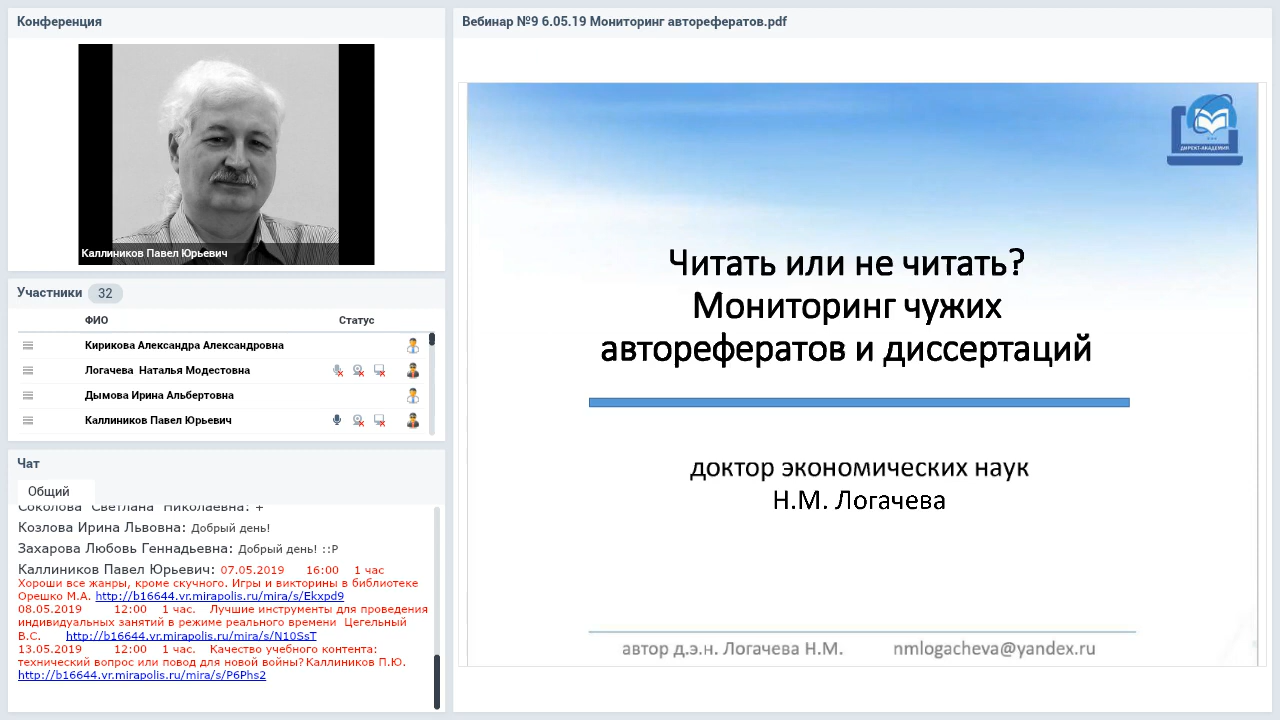 Конференция
Каллиников Павел Юрьевич
Участники 32
ФИО Статус
Кирикова Александра Александровна
Логачева Наталья Модестовна
Дымова Ирина Альбертовна
Каллиников Павел Юрьевич
Чат
Общий
Соколова Светлана Николаевна: +
Козлова Ирина Львовна: Добрый день!
Захарова Любовь Геннадьевна: Добрый день! ::Р
Каллиников Павел Юрьевич: 07.05.2019 16:00 1 час
Хороши все жанры, кроме скучного. Игры и викторины в библиотеке
Орешко М.А. http://b16644.vr.mirapolis.ru/mira/s/Ekxpd9
08.05.2019 12:00 1 час. Лучшие инструменты для проведения
индивидуальных занятий в режиме реального времени Цегельный
В.С. http://b16644.vr.mirapolis.ru/mira/s/N10SsT
13.05.2019 12:00 1 час. Качество учебного контента:
технический вопрос или повод для новой войны? Каллиников П.Ю.
http://b16644.vr.mirapolis.ru/mira/s/P6Phs2
Вебинар №9 6.05.19 Мониторинг авторефератов.pdf
ДИРЕКТ-АКАДЕМИЯ
Читать или не читать?
Мониторинг чужих
авторефератов и диссертаций
доктор экономических наук
Н.М. Логачева
автор д.э.н. Логачева Н.М. nmlogacheva@yandex.ru